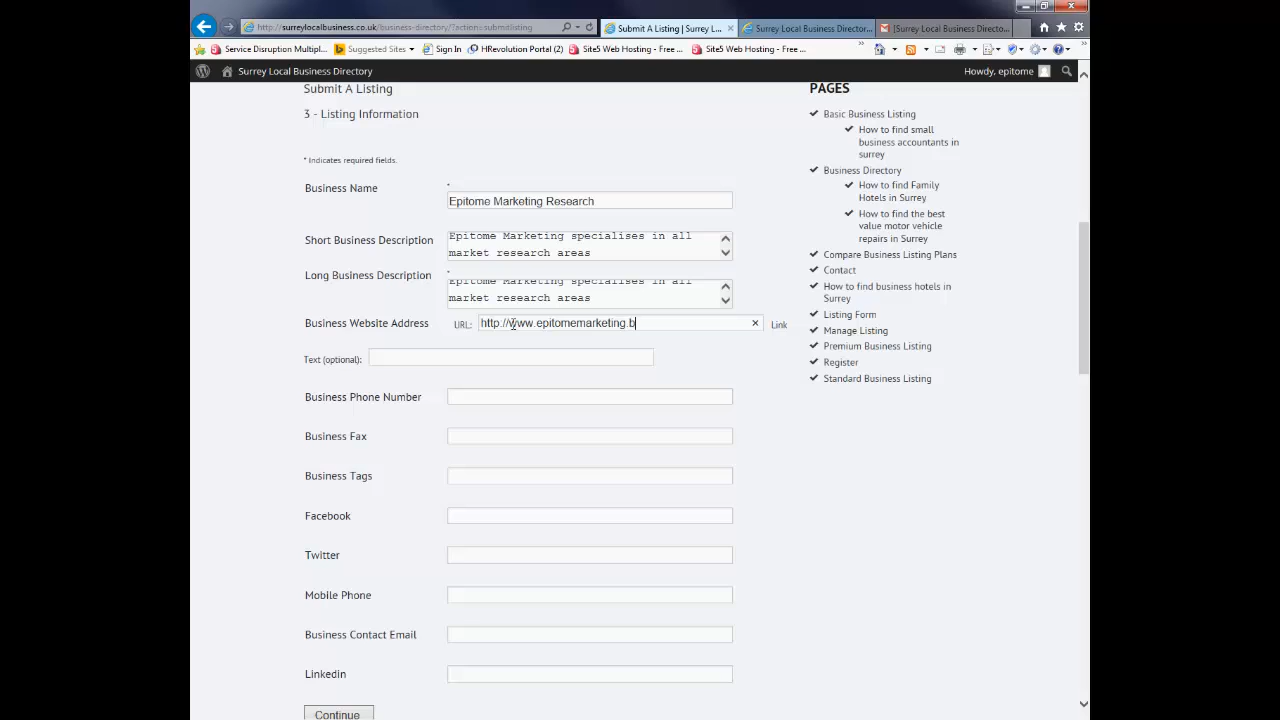 http://surreylocalbusiness.co.uk/business-directory/?action=submitlisting
Submit A Listing | Surrey L...
Surrey Local Business Director...
[Surrey Local Business Directo...
Service Disruption Multipl...
Suggested Sites
Sign In
HRevolution Portal (2)
Site5 Web Hosting - Free ...
Site5 Web Hosting - Free ...
Surrey Local Business Directory
Howdy, epitome
Submit A Listing
3 - Listing Information
* Indicates required fields.
Business Name
*
Epitome Marketing Research
Short Business Description
Epitome Marketing specialises in all
market research areas
Long Business Description
*
Epitome Marketing specialises in all
market research areas
Business Website Address
URL:
http://www.epitomemarketing.b
Link
Text (optional):
Business Phone Number
Business Fax
Business Tags
Facebook
Twitter
Mobile Phone
Business Contact Email
Linkedin
Continue
PAGES
Basic Business Listing
How to find small
business accountants in
surrey
Business Directory
How to find Family
Hotels in Surrey
How to find the best
value motor vehicle
repairs in Surrey
Compare Business Listing Plans
Contact
How to find business hotels in
Surrey
Listing Form
Manage Listing
Premium Business Listing
Register
Standard Business Listing